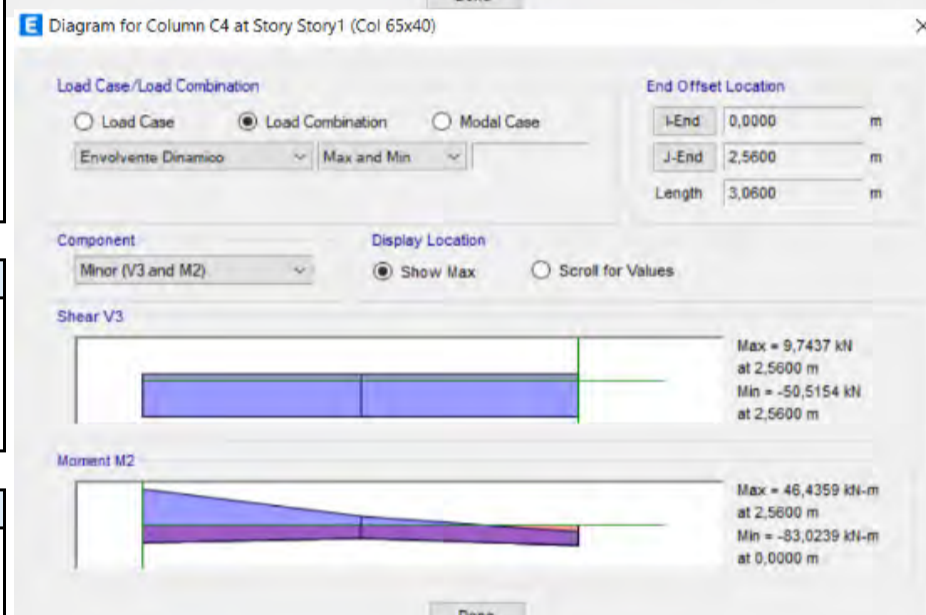 Done
E Diagram for Column C4 at Story Story1 (Col 65x40)
Load Case/Load Combination
Load Case Load Combination Modal Case
Envolvente Dinamico Max and Min
End Offset Location
I-End 0,0000 m
J-End 2,5600 m
Length 3,0600 m
Component
Minor (V3 and M2)
Display Location
Show Max Scroll for Values
Shear V3
Max = 9,7437 kN
at 2,5600 m
Min = -50,5154 kN
at 2,5600 m
Moment M2
Max = 46,4359 kN-m
at 2,5600 m
Min = -83,0239 kN-m
at 0,0000 m
Done